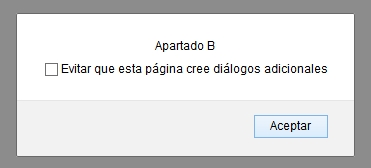 Apartado B
Evitar que esta página cree diálogos adicionales
Aceptar